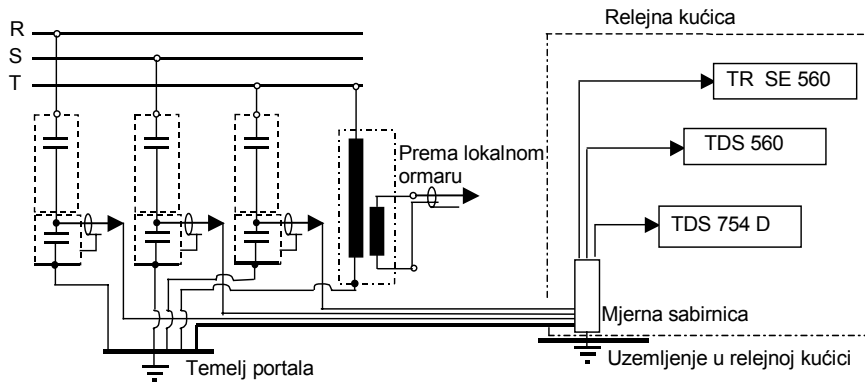 Relejna kućica
R
S
T
TR SE 560
TDS 560
Prema lokalnom
ormaru
TDS 754 D
Mjerna sabirnica
Temelj portala
Uzemljenje u relejnoj kućici